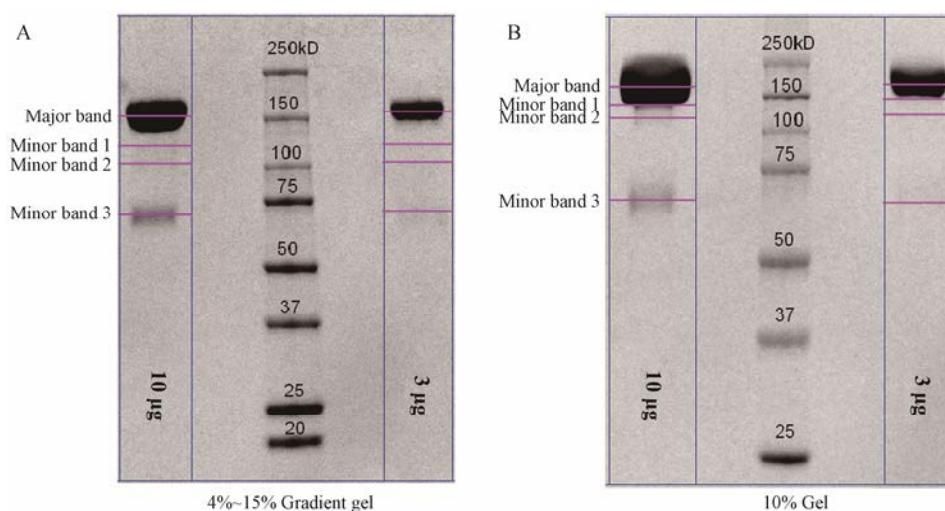 A
250kD
150
100
75
50
37
25
20
Major band
Minor band 1
Minor band 2
Minor band 3
10 µg
3 µg
4%~15% Gradient gel
B
250kD
150
100
75
50
37
25
Major band
Minor band 1
Minor band 2
Minor band 3
10 µg
3 µg
10% Gel